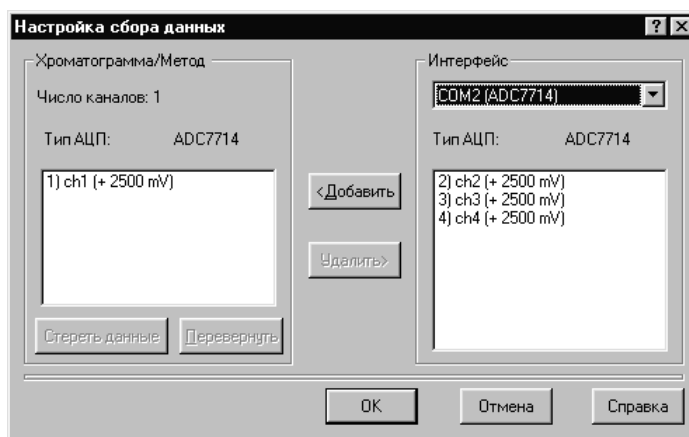 Настройка сбора данных
Хроматограмма/Метод
Число каналов: 1
Тип АЦП: ADC7714
1) ch1 (+ 2500 mV)
Стереть данные
Перевернуть
<Добавить
Удалить>
Интерфейс
COM2 (ADC7714)
Тип АЦП: ADC7714
2) ch2 (+ 2500 mV)
3) ch3 (+ 2500 mV)
4) ch4 (+ 2500 mV)
OK
Отмена
Справка